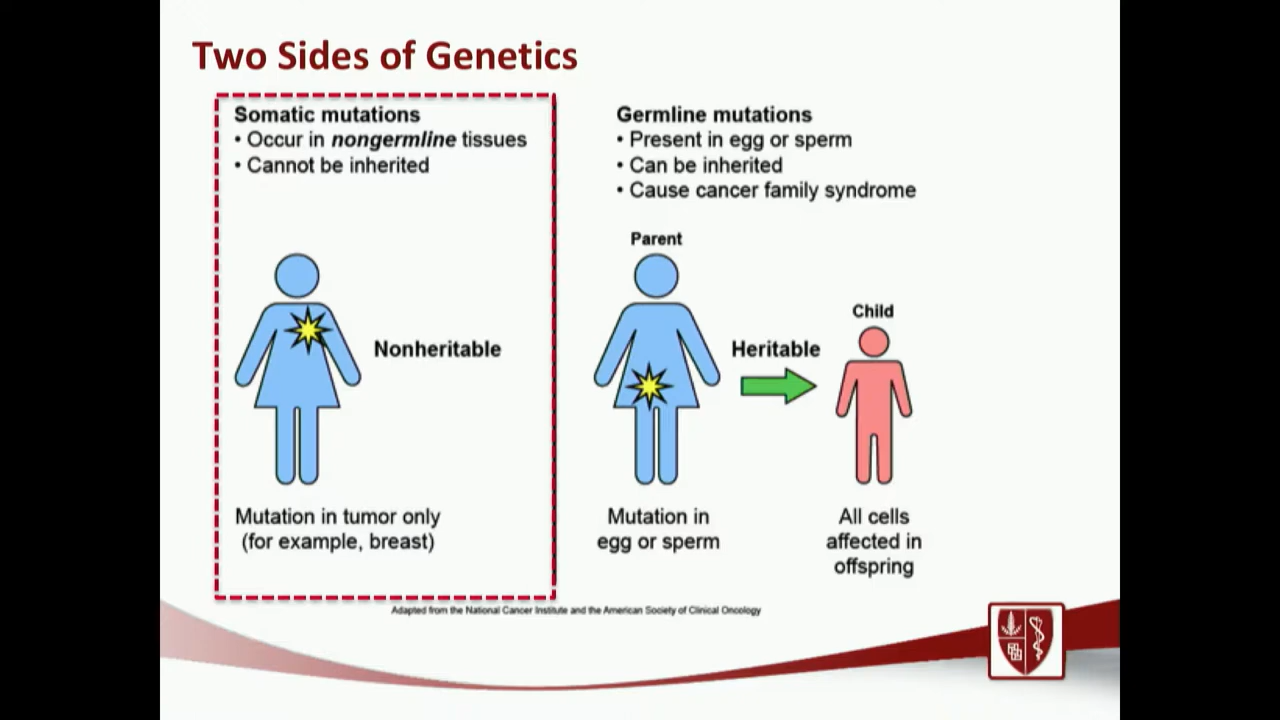 Two Sides of Genetics
Somatic mutations
• Occur in nongermline tissues
• Cannot be inherited
Nonheritable
Mutation in tumor only
(for example, breast)
Germline mutations
• Present in egg or sperm
• Can be inherited
• Cause cancer family syndrome
Parent
Heritable
Child
Mutation in
egg or sperm
All cells
affected in
offspring
Adapted from the National Cancer Institute and the American Society of Clinical Oncology